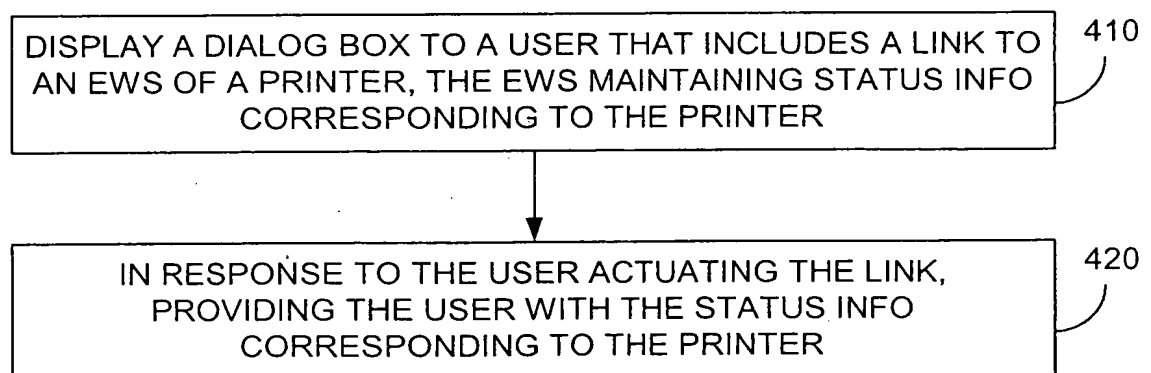 DISPLAY A DIALOG BOX TO A USER THAT INCLUDES A LINK TO
AN EWS OF A PRINTER, THE EWS MAINTAINING STATUS INFO
CORRESPONDING TO THE PRINTER
410
IN RESPONSE TO THE USER ACTUATING THE LINK,
PROVIDING THE USER WITH THE STATUS INFO
CORRESPONDING TO THE PRINTER
420